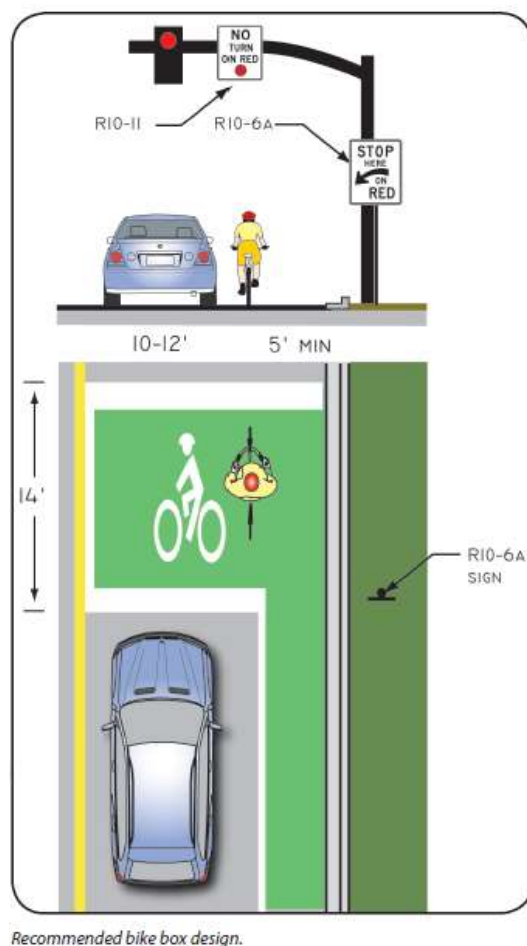 NO
TURN
ON RED
R10-11
R10-6A
STOP
HERE
ON
RED
10-12'
5' MIN
14'
R10-6A
SIGN
Recommended bike box design.